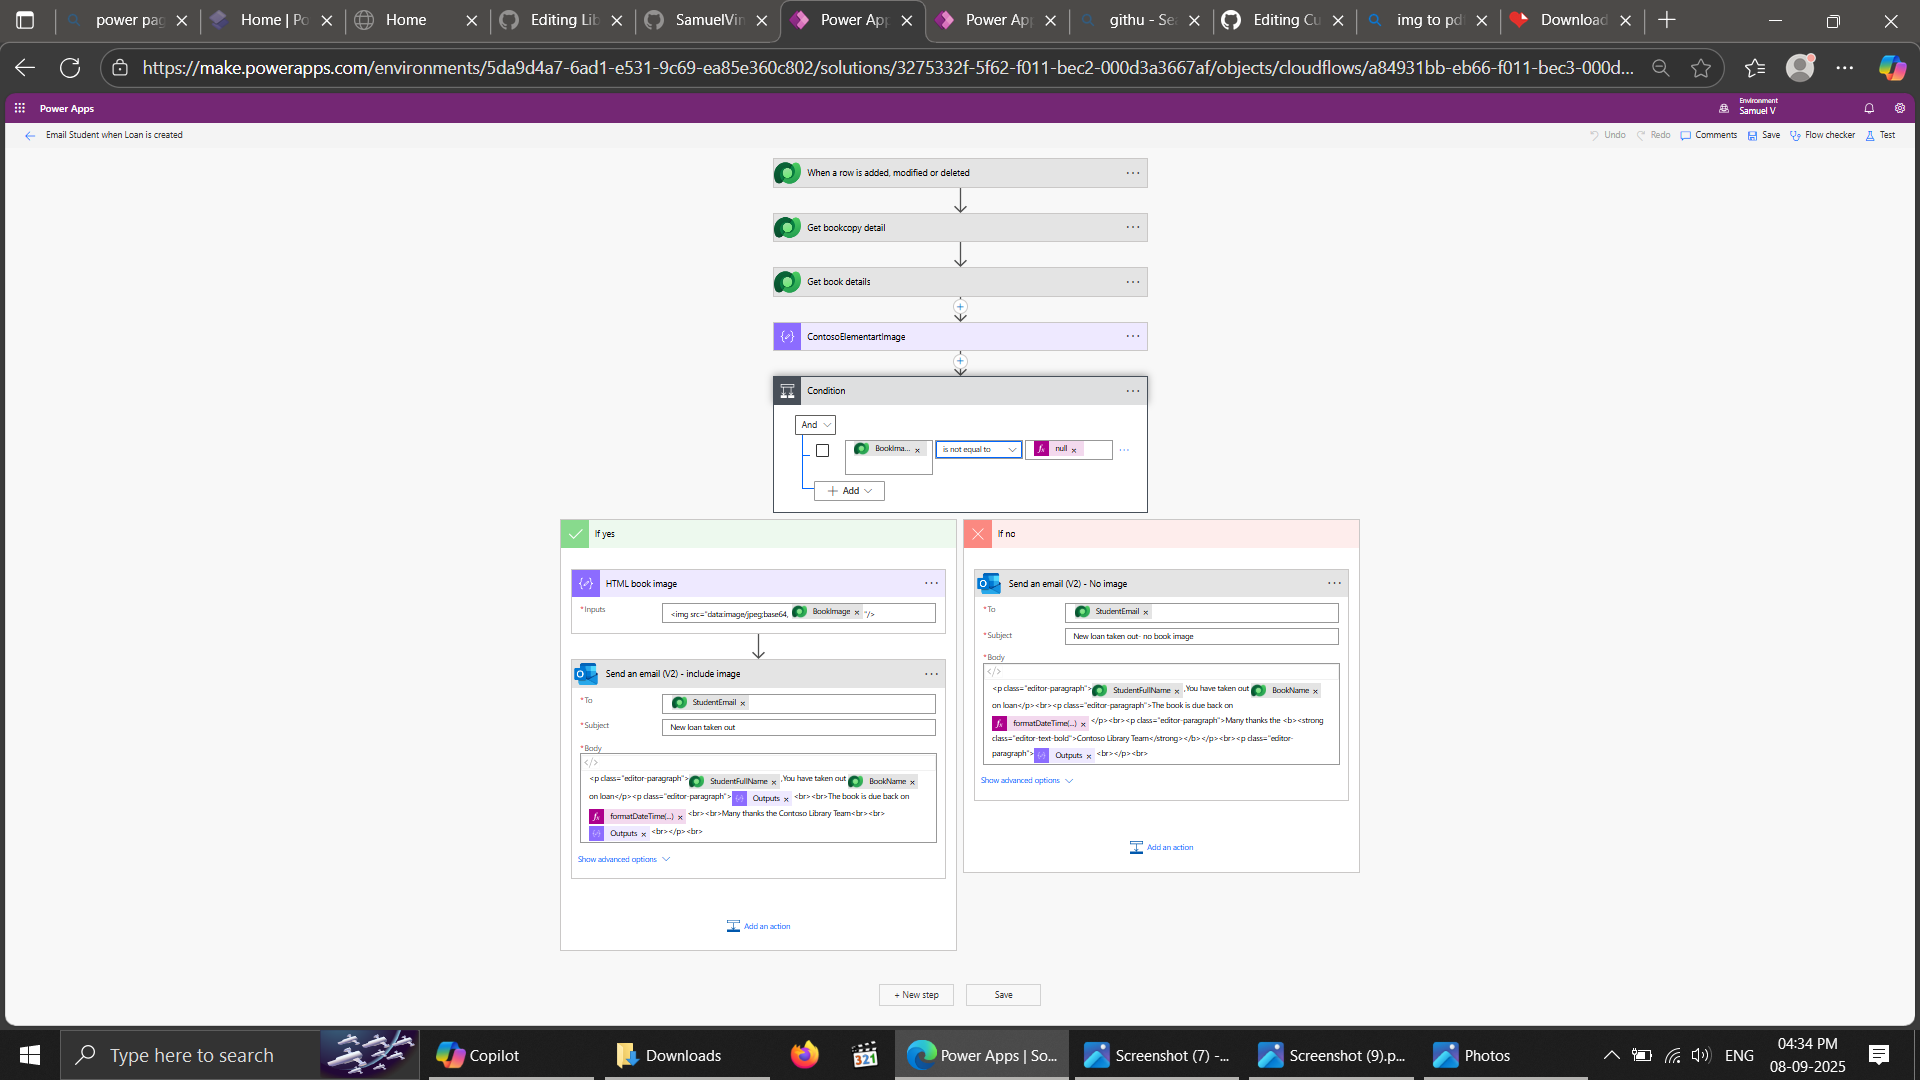 power pag
Home | Po
Home
Editing Lib
SamuelVin
Power App
Power App
githu - Sea
Editing Cu
img to pdf
Download
https://make.powerapps.com/environments/5da9d4a7-6ad1-e531-9c69-ea85e360c802/solutions/3275332f-5f62-f011-bec2-000d3a3667af/objects/cloudflows/a84931bb-eb66-f011-bec3-000d...
Power Apps
Environment
Samuel V
Email Student when Loan is created
Undo
Redo
Comments
Save
Flow checker
Test
When a row is added, modified or deleted
Get bookcopy detail
Get book details
ContosoElementartImage
Condition
And
BookIma...
is not equal to
null
Add
If yes
HTML book image
*Inputs
<img src="data:image/jpeg;base64, BookImage "/>
Send an email (V2) - include image
*To
StudentEmail
*Subject
New loan taken out
*Body
</>
<p class="editor-paragraph"> StudentFullName ,You have taken out BookName
on loan</p><p class="editor-paragraph"> Outputs <br><br>The book is due back on
formatDateTime(...) <br><br>Many thanks the Contoso Library Team<br><br>
Outputs <br></p><br>
Show advanced options
Add an action
If no
Send an email (V2) - No image
*To
StudentEmail
*Subject
New loan taken out- no book image
*Body
</>
<p class="editor-paragraph"> StudentFullName ,You have taken out BookName
on loan</p><br><p class="editor-paragraph">The book is due back on
formatDateTime(...) </p><br><p class="editor-paragraph">Many thanks the <b><strong
class="editor-text-bold">Contoso Library Team</strong></b></p><br><p class="editor-
paragraph"> Outputs <br></p><br>
Show advanced options
Add an action
+ New step
Save
Type here to search
Copilot
Downloads
321
Power Apps | So...
Screenshot (7) -...
Screenshot (9).p...
Photos
ENG
04:34 PM
08-09-2025